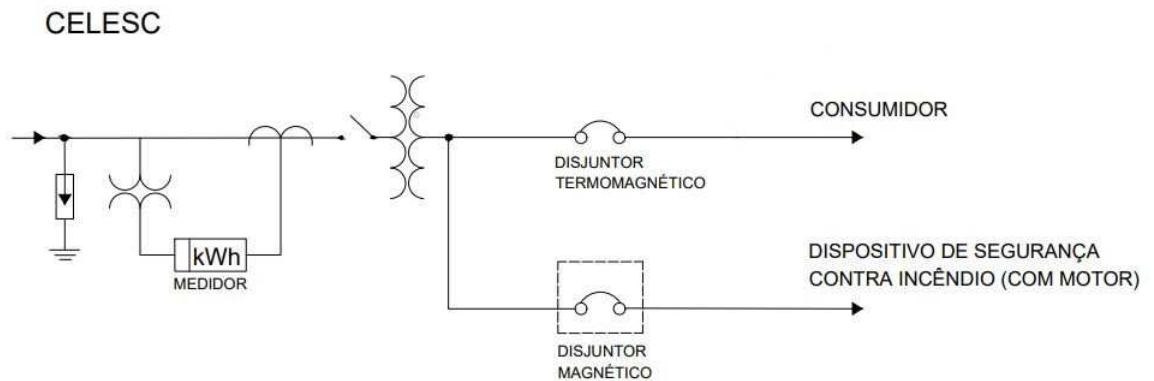 CELESC
CONSUMIDOR
DISJUNTOR
TERMOMAGNÉTICO
kWh
MEDIDOR
DISPOSITIVO DE SEGURANÇA
CONTRA INCÊNDIO (COM MOTOR)
DISJUNTOR
MAGNÉTICO